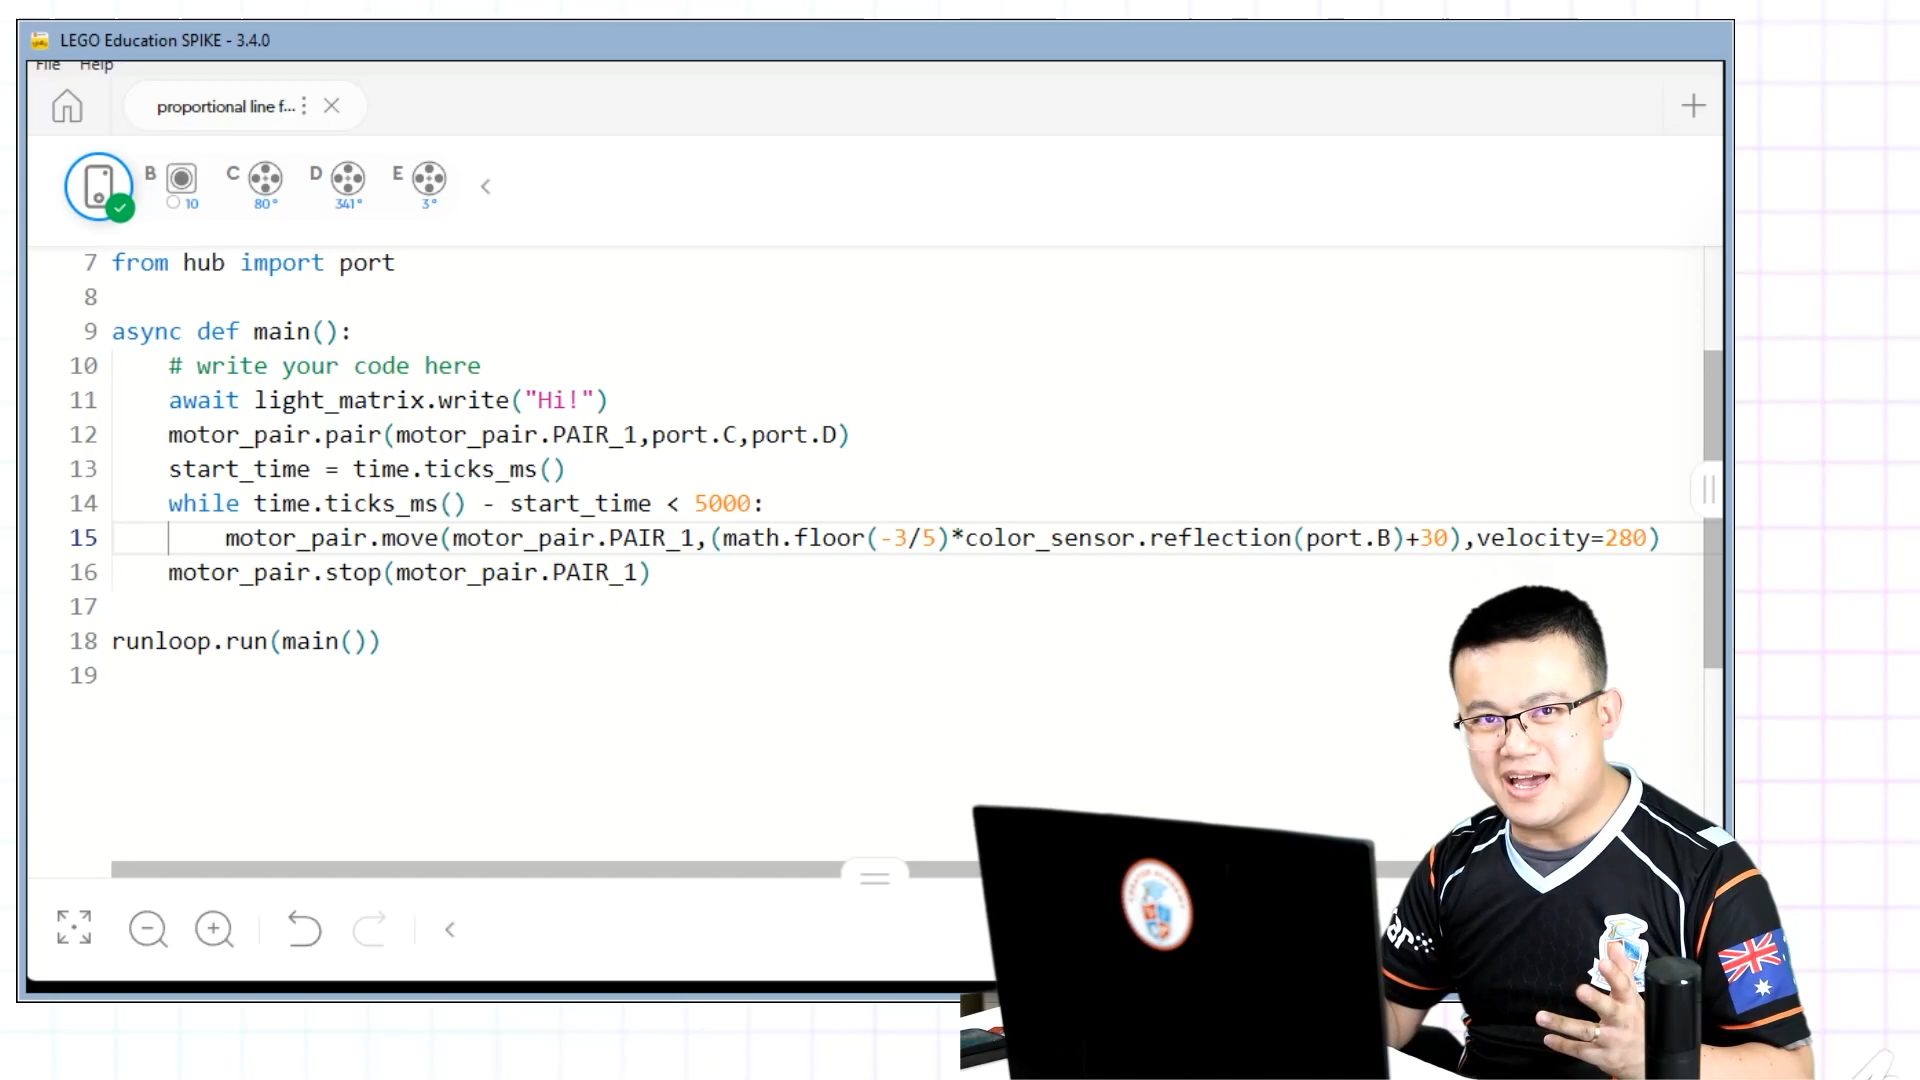 LEGO Education SPIKE - 3.4.0
File Help
proportional line f...
B C D E
10 80° 341° 3°
7 from hub import port
8
9 async def main():
10 # write your code here
11 await light_matrix.write("Hi!")
12 motor_pair.pair(motor_pair.PAIR_1,port.C,port.D)
13 start_time = time.ticks_ms()
14 while time.ticks_ms() - start_time < 5000:
15 motor_pair.move(motor_pair.PAIR_1,(math.floor(-3/5)*color_sensor.reflection(port.B)+30),velocity=280)
16 motor_pair.stop(motor_pair.PAIR_1)
17
18 runloop.run(main())
19